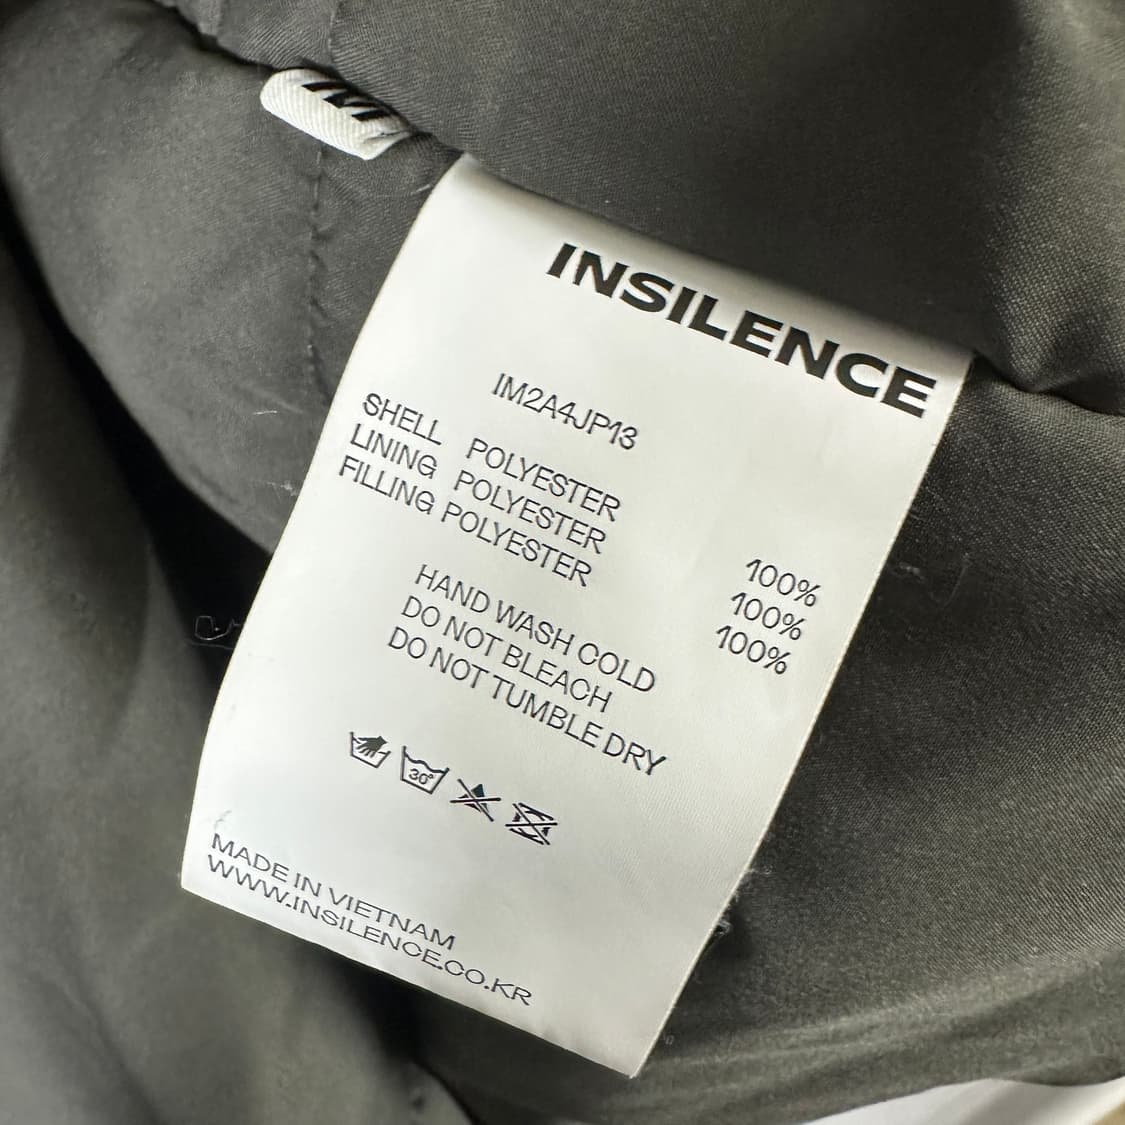 INSILENCE
IM2A4JP13
SHELL POLYESTER 100%
LINING POLYESTER 100%
FILLING POLYESTER 100%
HAND WASH COLD
DO NOT BLEACH
DO NOT TUMBLE DRY
30°
MADE IN VIETNAM
WWW.INSILENCE.CO.KR